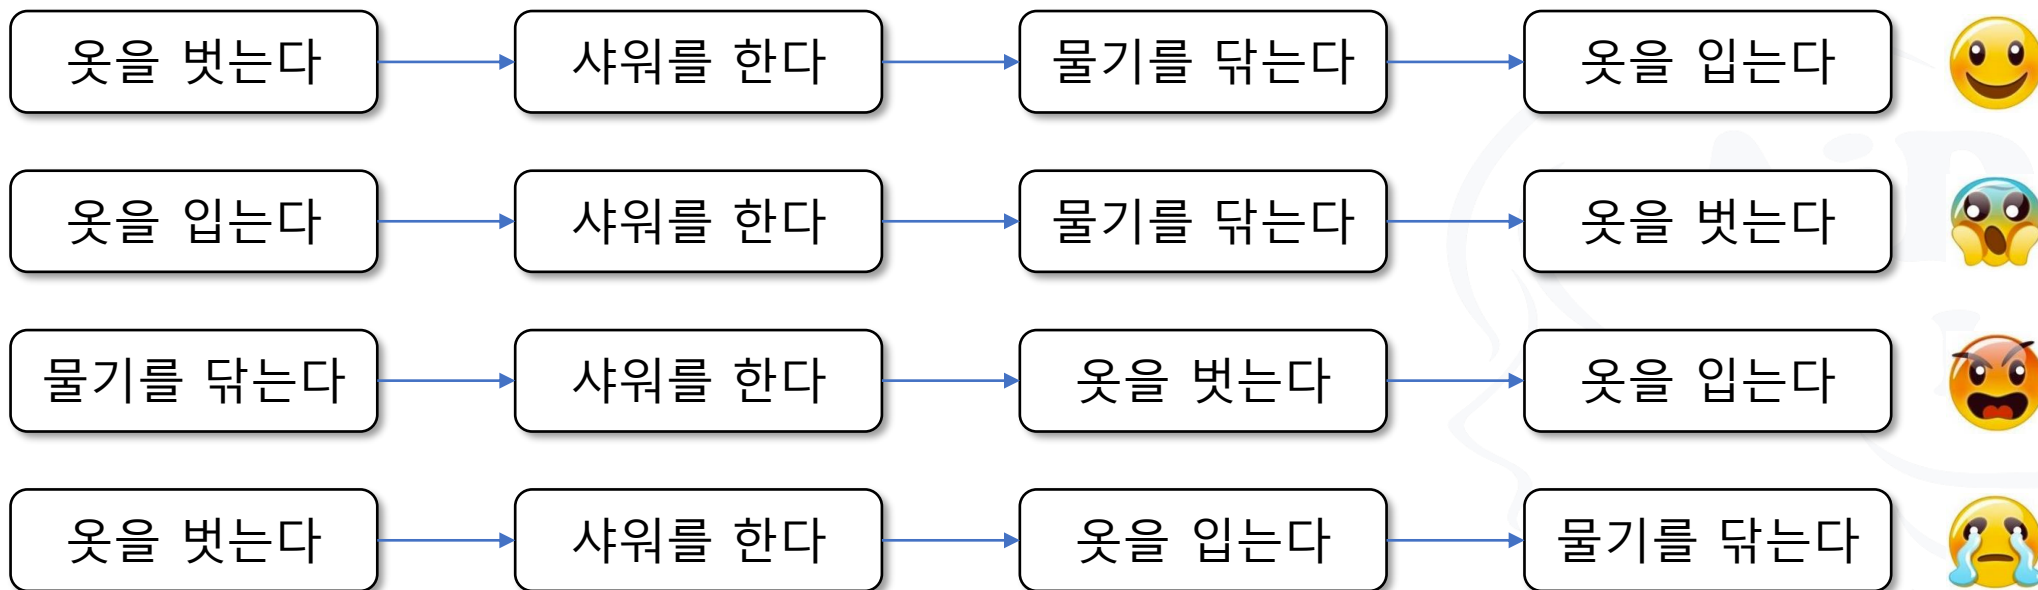 옷을 벗는다 샤워를 한다 물기를 닦는다 옷을 입는다
옷을 입는다 샤워를 한다 물기를 닦는다 옷을 벗는다
물기를 닦는다 샤워를 한다 옷을 벗는다 옷을 입는다
옷을 벗는다 샤워를 한다 옷을 입는다 물기를 닦는다